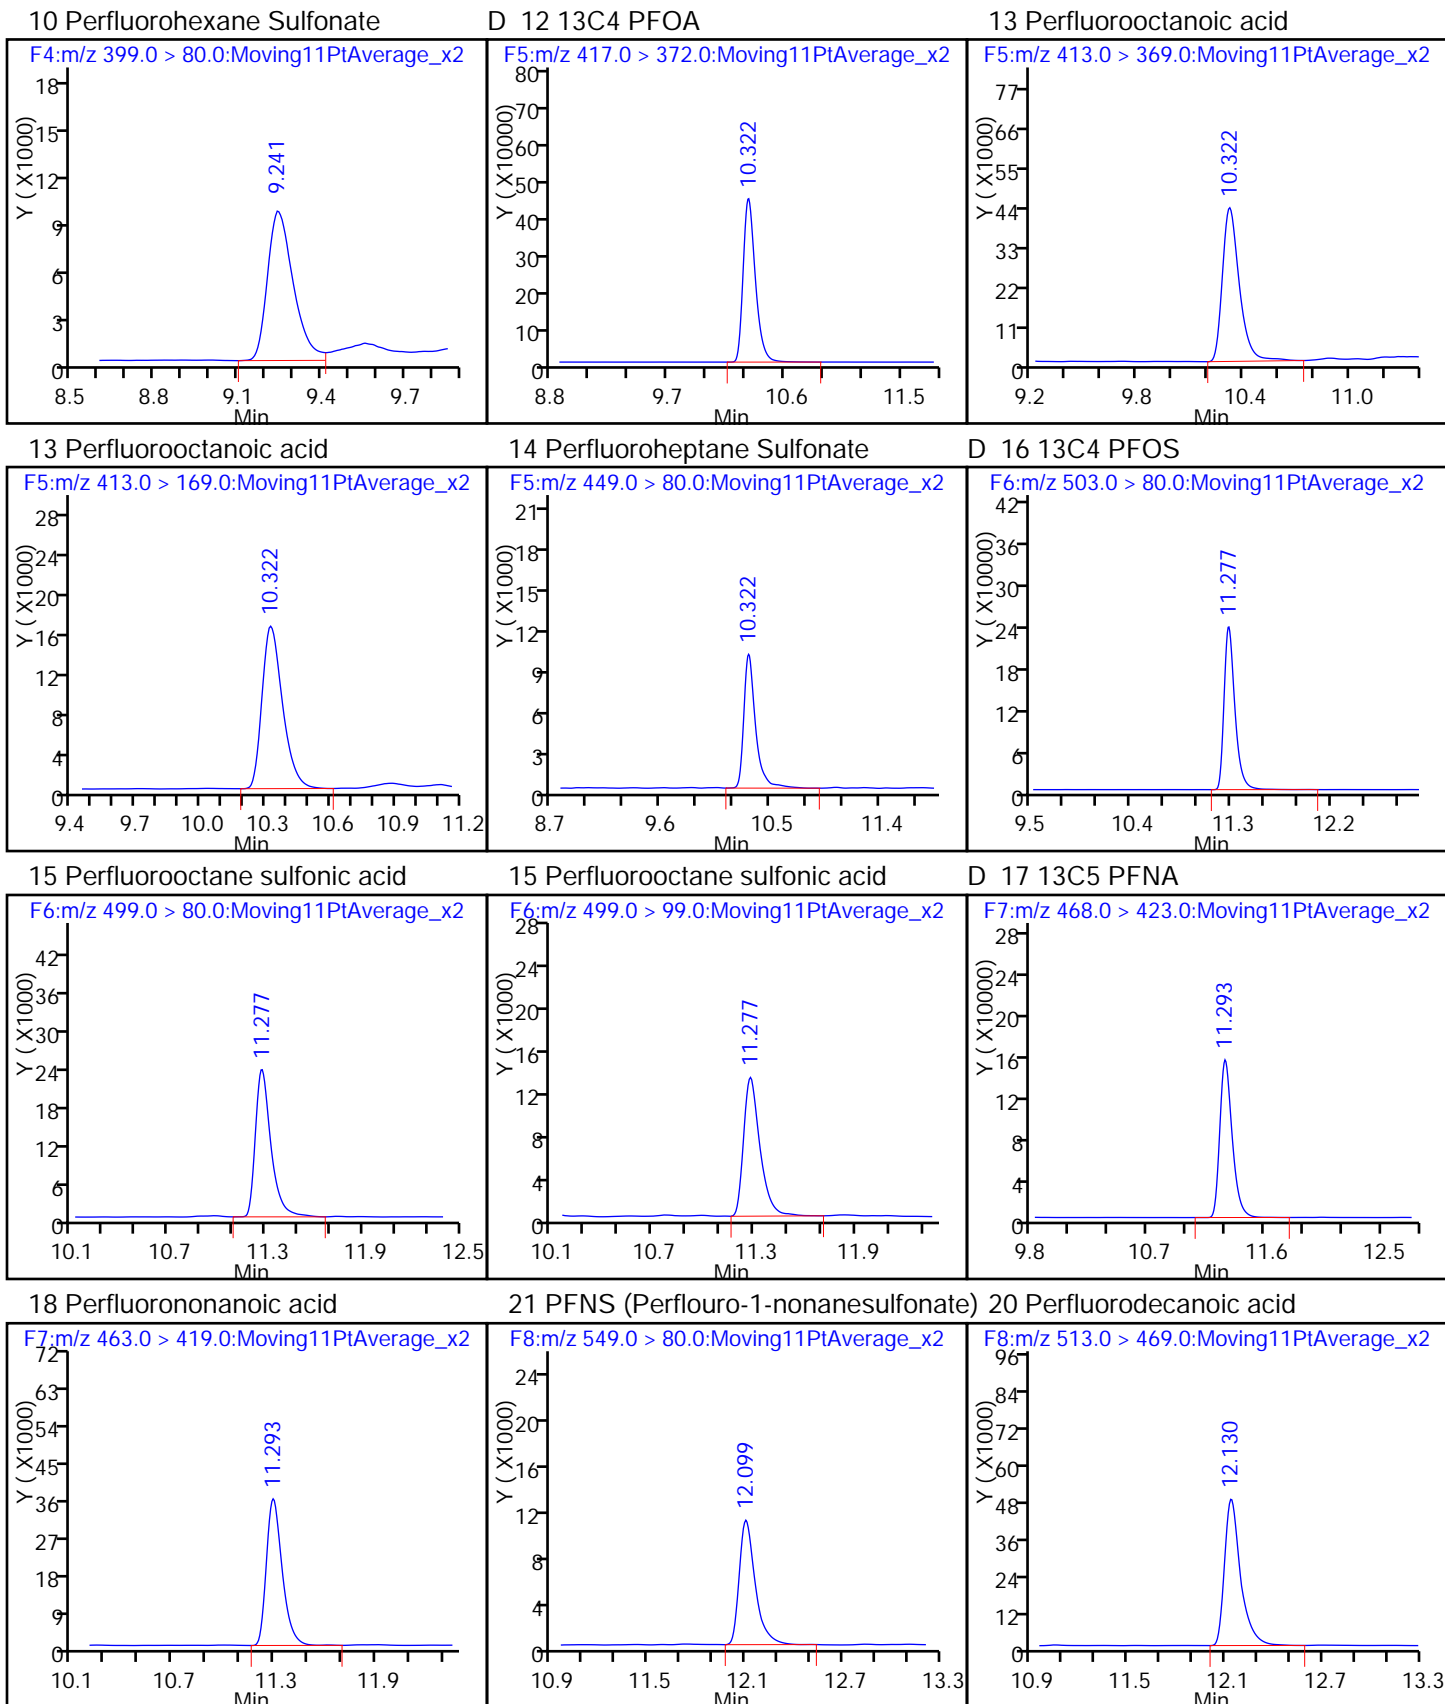 10 Perfluorohexane Sulfonate
F4:m/z 399.0 > 80.0:Moving11PtAverage_x2
Y ( X1000)
18
15
12
9
6
3
0
9.241
8.5 8.8 9.1 9.4 9.7
Min
D 12 13C4 PFOA
F5:m/z 417.0 > 372.0:Moving11PtAverage_x2
Y ( X10000)
80
70
60
50
40
30
20
10
0
10.322
8.8 9.7 10.6 11.5
Min
13 Perfluorooctanoic acid
F5:m/z 413.0 > 369.0:Moving11PtAverage_x2
Y ( X1000)
77
66
55
44
33
22
11
0
10.322
9.2 9.8 10.4 11.0
Min
13 Perfluorooctanoic acid
F5:m/z 413.0 > 169.0:Moving11PtAverage_x2
Y ( X1000)
28
24
20
16
12
8
4
0
10.322
9.4 9.7 10.0 10.3 10.6 10.9 11.2
Min
14 Perfluoroheptane Sulfonate
F5:m/z 449.0 > 80.0:Moving11PtAverage_x2
Y ( X1000)
21
18
15
12
9
6
3
0
10.322
8.7 9.6 10.5 11.4
Min
D 16 13C4 PFOS
F6:m/z 503.0 > 80.0:Moving11PtAverage_x2
Y ( X10000)
42
36
30
24
18
12
6
0
11.277
9.5 10.4 11.3 12.2
Min
15 Perfluorooctane sulfonic acid
F6:m/z 499.0 > 80.0:Moving11PtAverage_x2
Y ( X1000)
42
36
30
24
18
12
6
0
11.277
10.1 10.7 11.3 11.9 12.5
Min
15 Perfluorooctane sulfonic acid
F6:m/z 499.0 > 99.0:Moving11PtAverage_x2
Y ( X1000)
28
24
20
16
12
8
4
0
11.277
10.1 10.7 11.3 11.9
Min
D 17 13C5 PFNA
F7:m/z 468.0 > 423.0:Moving11PtAverage_x2
Y ( X10000)
28
24
20
16
12
8
4
0
11.293
9.8 10.7 11.6 12.5
Min
18 Perfluorononanoic acid
F7:m/z 463.0 > 419.0:Moving11PtAverage_x2
Y ( X1000)
72
63
54
45
36
27
18
9
0
11.293
10.1 10.7 11.3 11.9
Min
21 PFNS (Perflouro-1-nonanesulfonate)
F8:m/z 549.0 > 80.0:Moving11PtAverage_x2
Y ( X1000)
24
20
16
12
8
4
0
12.099
10.9 11.5 12.1 12.7 13.3
Min
20 Perfluorodecanoic acid
F8:m/z 513.0 > 469.0:Moving11PtAverage_x2
Y ( X1000)
96
84
72
60
48
36
24
12
0
12.130
10.9 11.5 12.1 12.7 13.3
Min